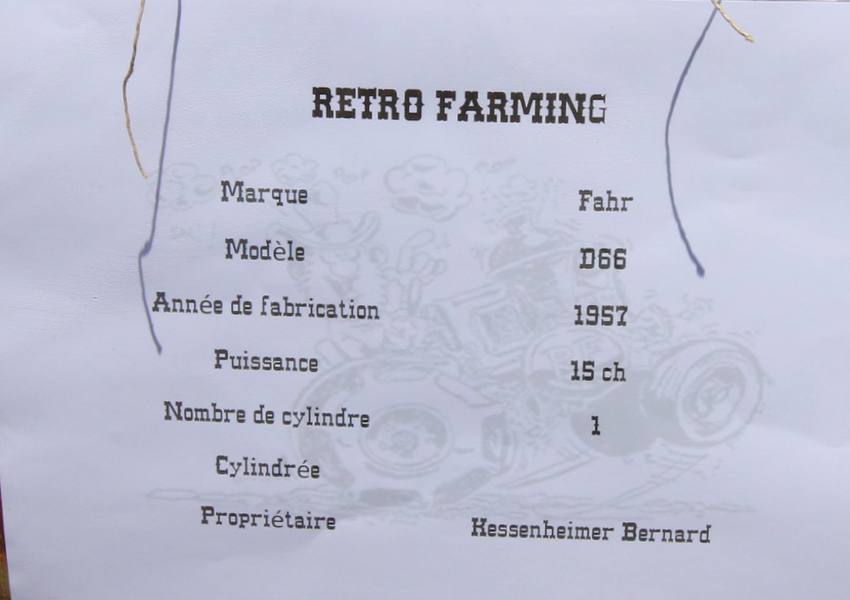 RETRO FARMING
Marque Fahr
Modèle D66
Année de fabrication 1957
Puissance 15 ch
Nombre de cylindre 1
Cylindrée
Propriétaire Kessenheimer Bernard